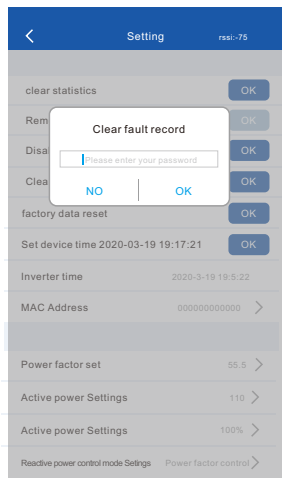 Setting rssi:-75
clear statistics OK
Rem OK
Clear fault record
Disa OK
Please enter your password
Clea OK
NO OK
factory data reset OK
Set device time 2020-03-19 19:17:21 OK
Inverter time 2020-3-19 19:5:22
MAC Address 000000000000
Power factor set 55.5
Active power Settings 110
Active power Settings 100%
Reactive power control mode Setings Power factor control